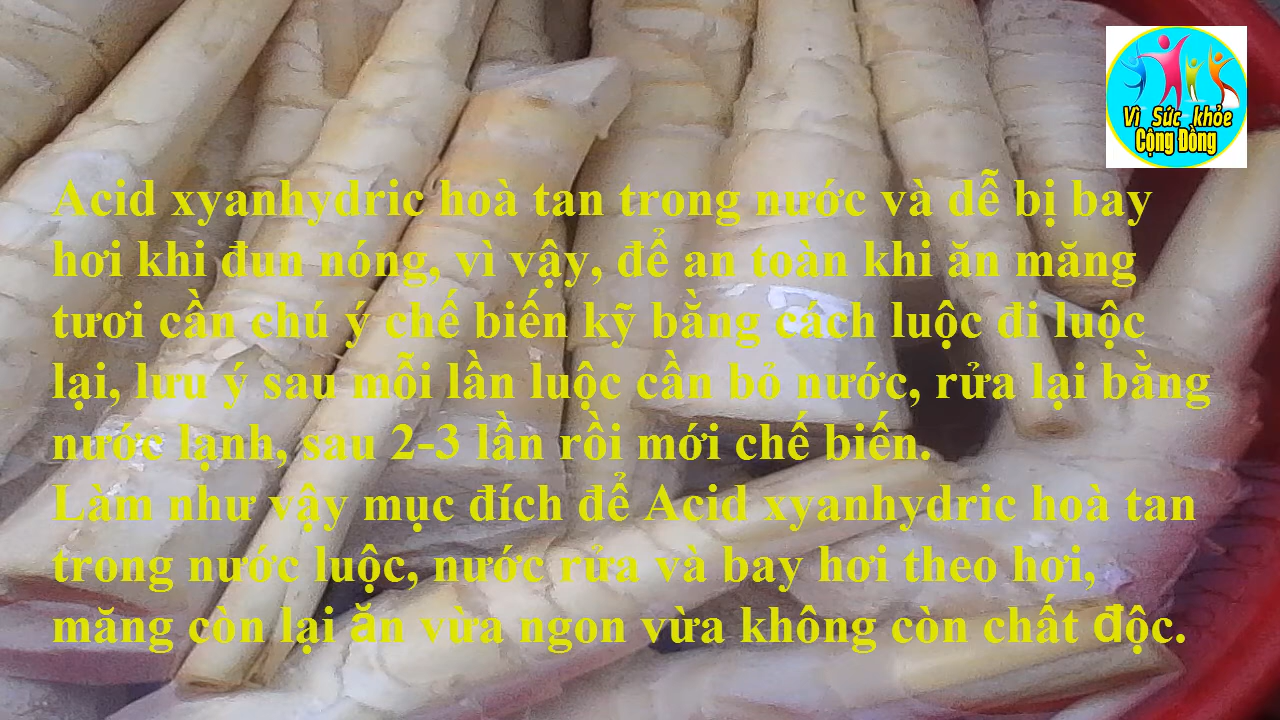 Vì Sức khỏe
Cộng Đồng
Acid xyanhydric hoà tan trong nước và dễ bị bay
hơi khi đun nóng, vì vậy, để an toàn khi ăn măng
tươi cần chú ý chế biến kỹ bằng cách luộc đi luộc
lại, lưu ý sau mỗi lần luộc cần bỏ nước, rửa lại bằng
nước lạnh, sau 2-3 lần rồi mới chế biến.
Làm như vậy mục đích để Acid xyanhydric hoà tan
trong nước luộc, nước rửa và bay hơi theo hơi,
măng còn lại ăn vừa ngon vừa không còn chất độc.